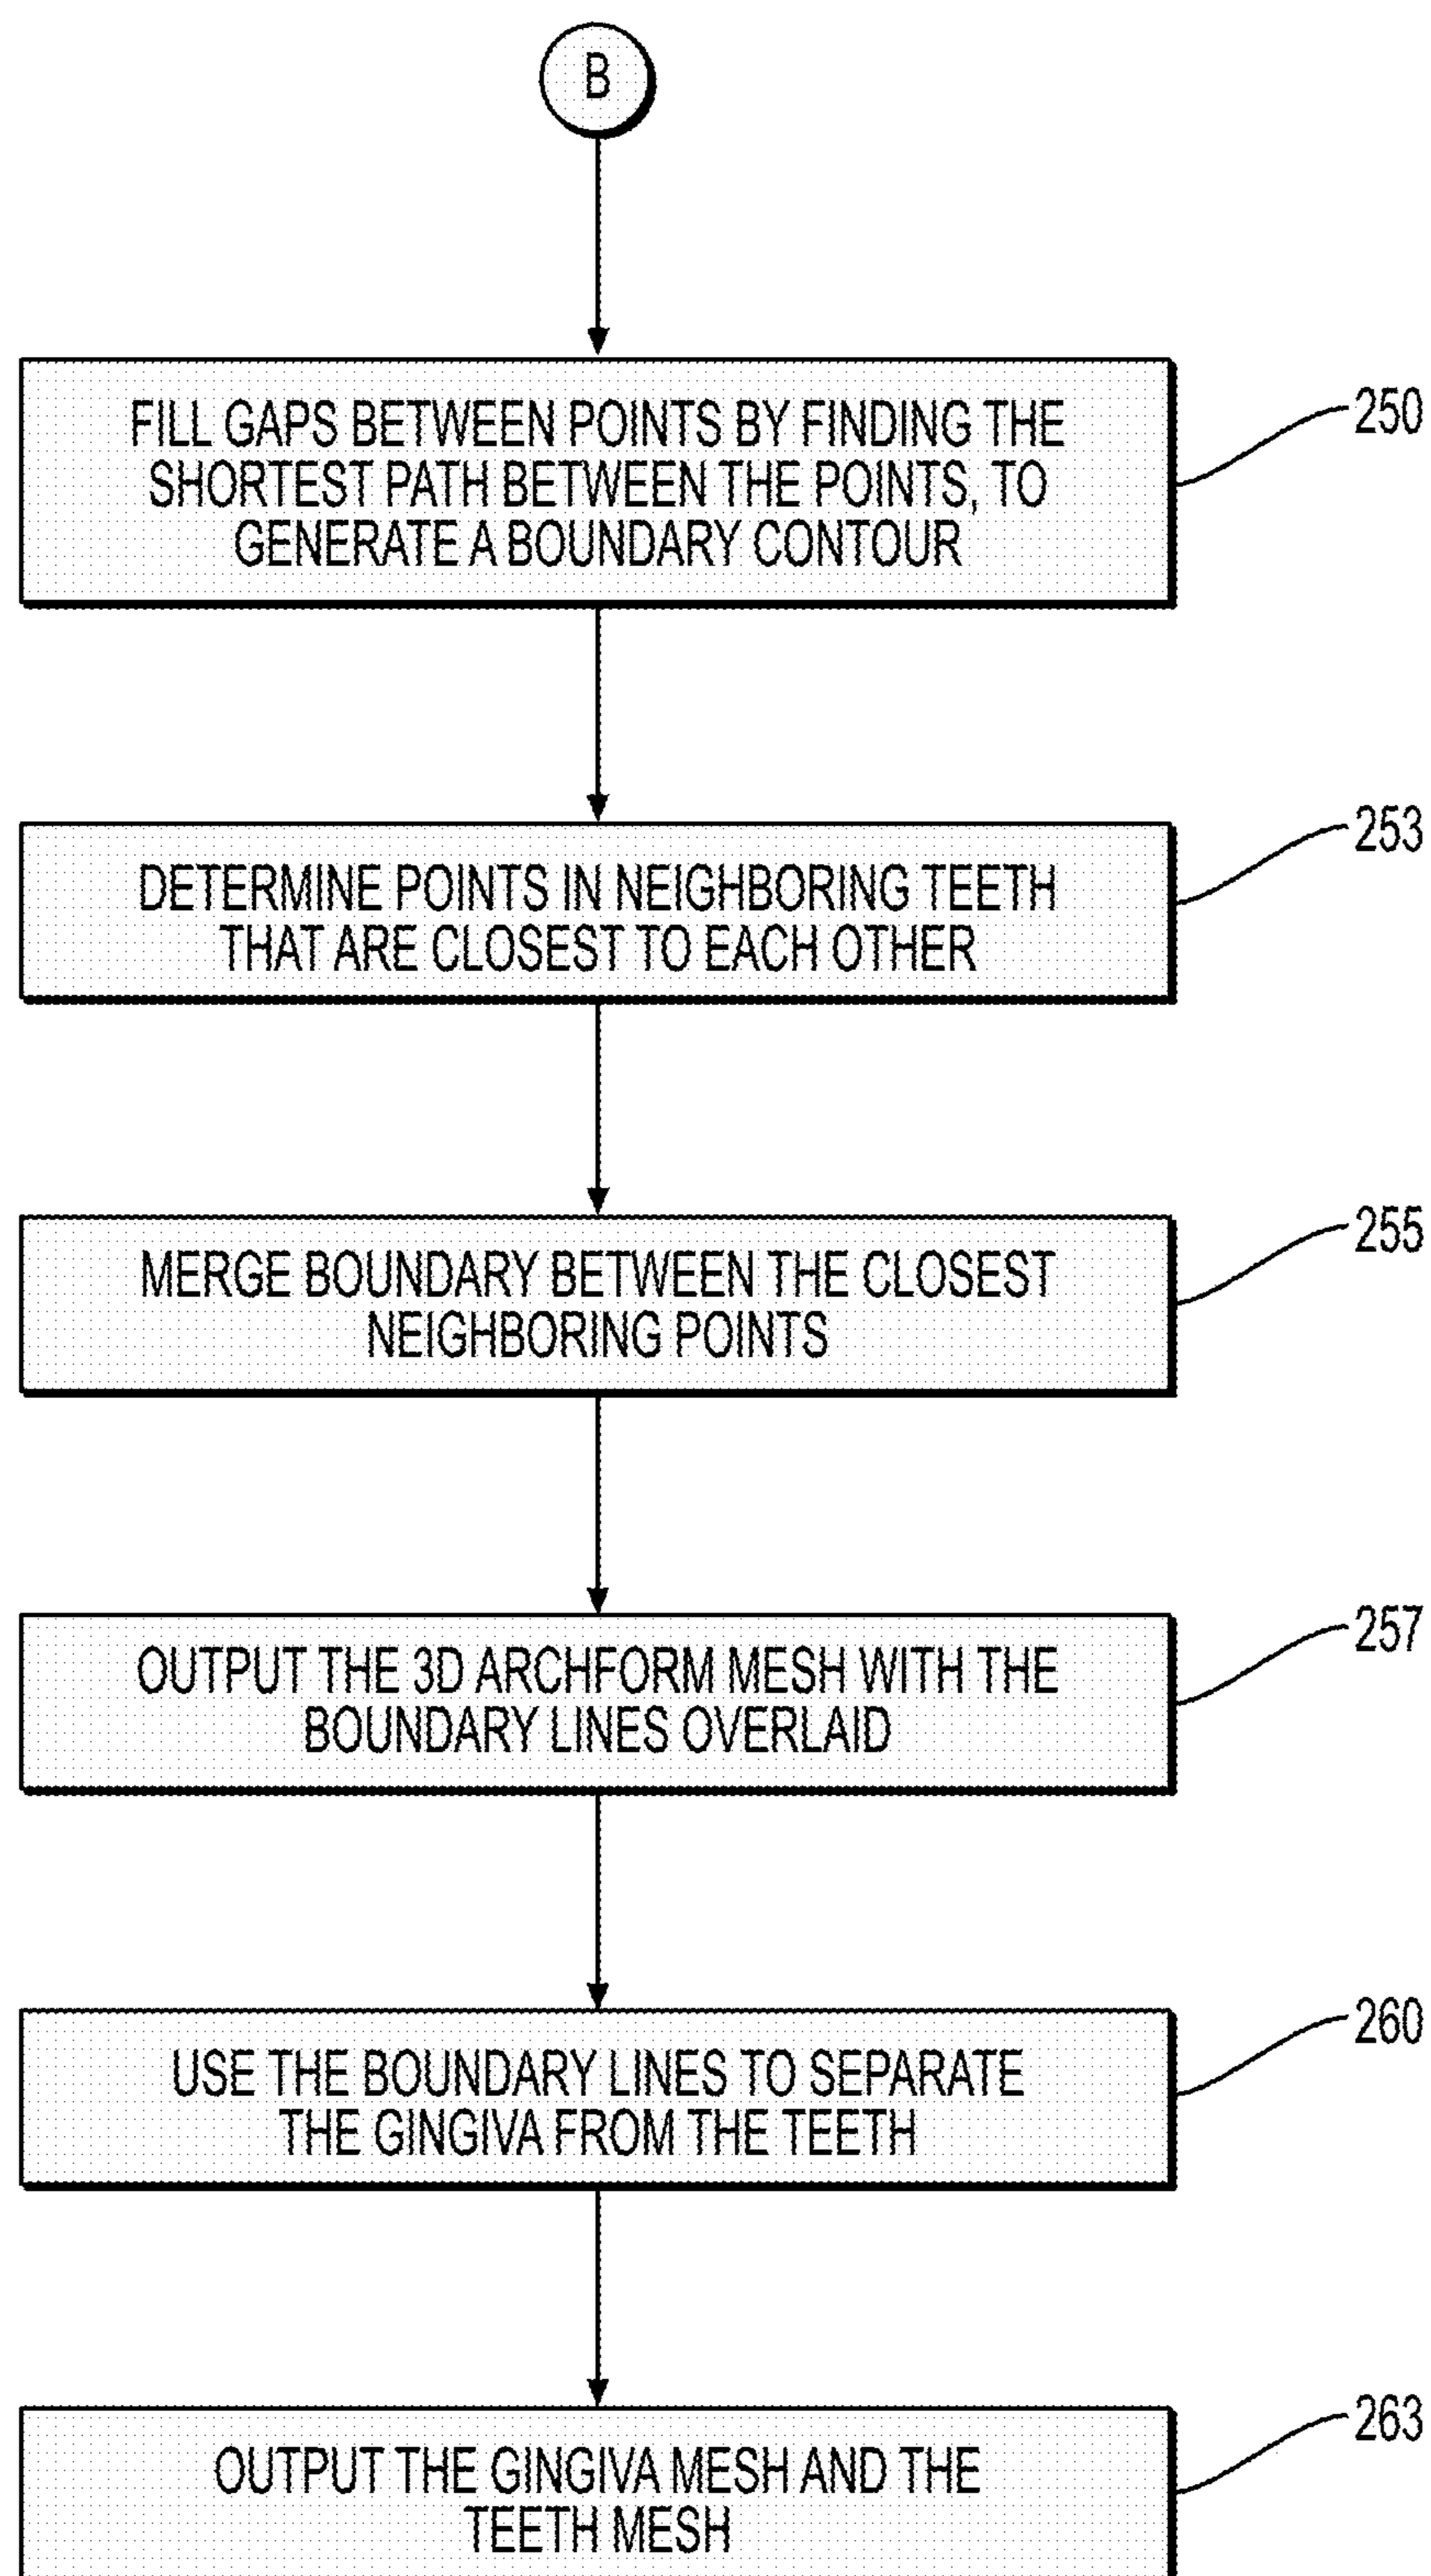 B
FILL GAPS BETWEEN POINTS BY FINDING THE
SHORTEST PATH BETWEEN THE POINTS, TO
GENERATE A BOUNDARY CONTOUR
250
DETERMINE POINTS IN NEIGHBORING TEETH
THAT ARE CLOSEST TO EACH OTHER
253
MERGE BOUNDARY BETWEEN THE CLOSEST
NEIGHBORING POINTS
255
OUTPUT THE 3D ARCHFORM MESH WITH THE
BOUNDARY LINES OVERLAID
257
USE THE BOUNDARY LINES TO SEPARATE
THE GINGIVA FROM THE TEETH
260
OUTPUT THE GINGIVA MESH AND THE
TEETH MESH
263